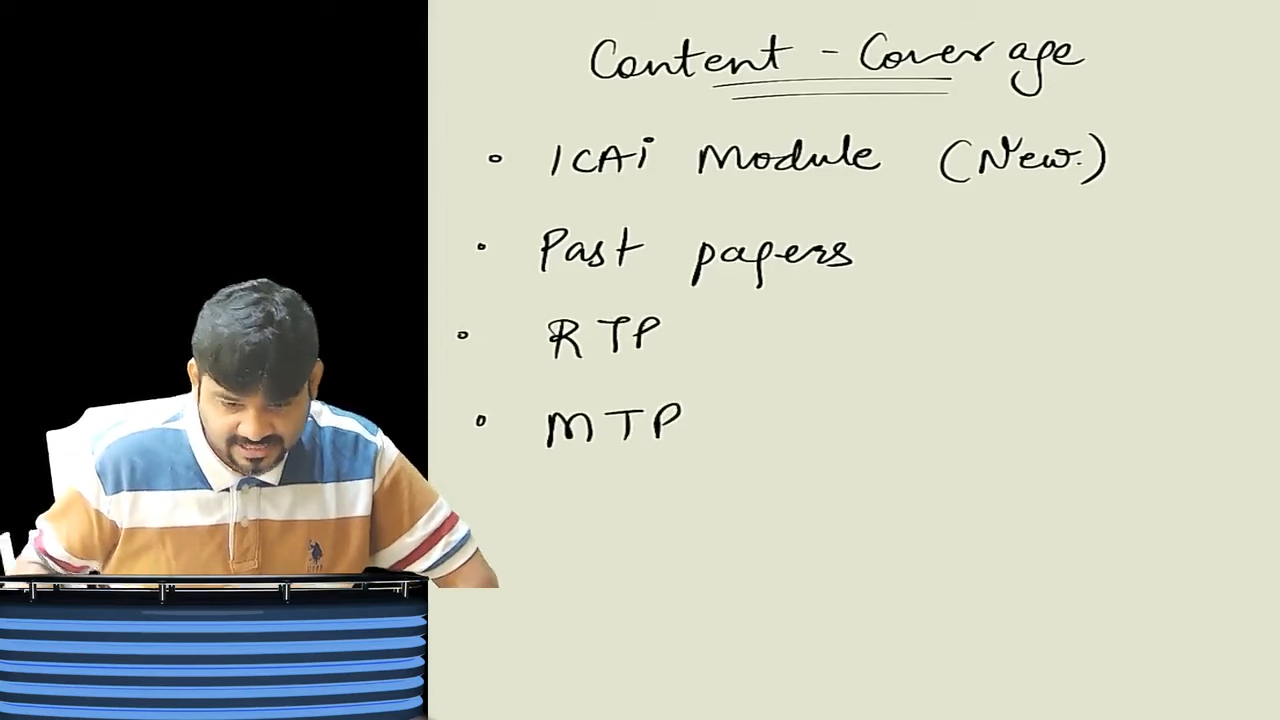 Content - Coverage
• ICAi Module (New.)
• Past papers
• RTP
• MTP